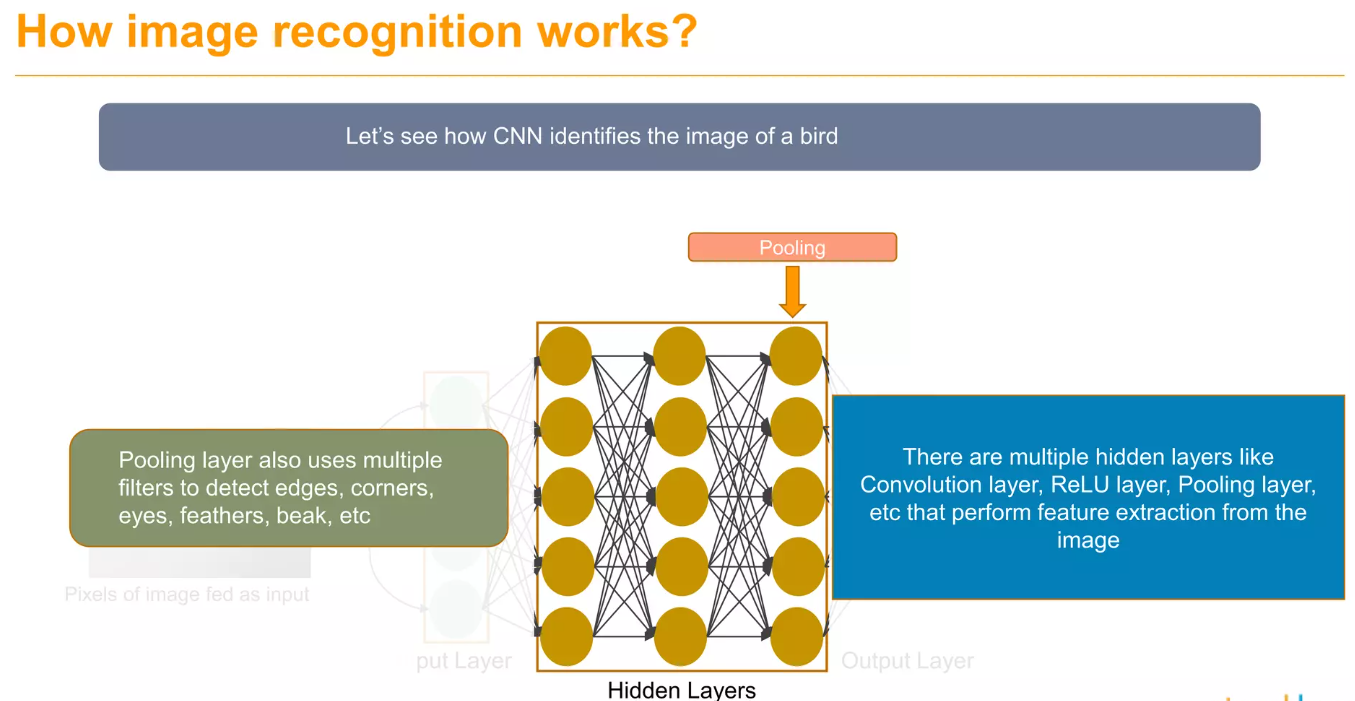 How image recognition works?
Let's see how CNN identifies the image of a bird
Pooling
Pooling layer also uses multiple
filters to detect edges, corners,
eyes, feathers, beak, etc
There are multiple hidden layers like
Convolution layer, ReLU layer, Pooling layer,
etc that perform feature extraction from the
image
Pixels of image fed as input
put Layer
Output Layer
Hidden Layers